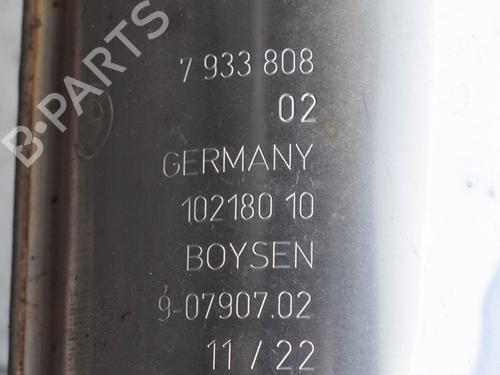 B-PARTS
7 933 808
02
GERMANY
102180 10
BOYSEN
9-07907.02
11 / 22